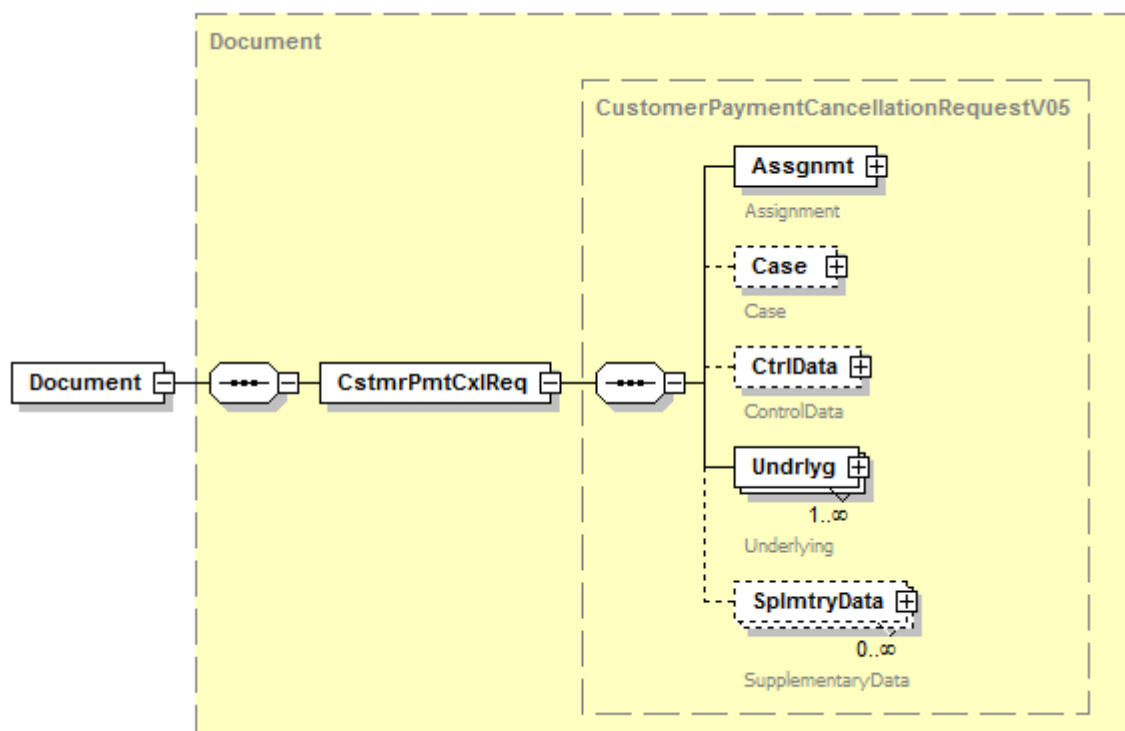 Document
CustomerPaymentCancellationRequestV05
Assgnmt
Assignment
Case
Case
Document
CstmrPmtCxlReq
CtrlData
ControlData
Undrlyg
1..∞
Underlying
SplmtryData
0..∞
SupplementaryData